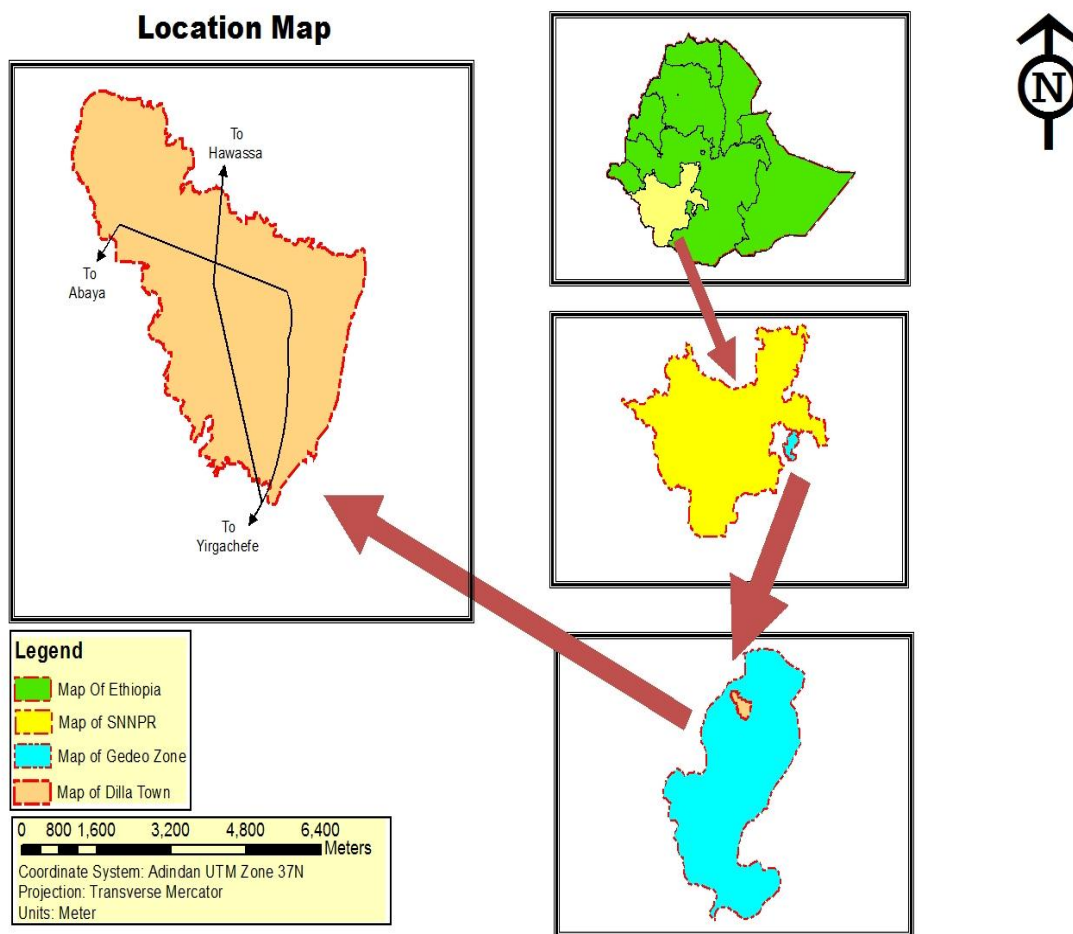 Location Map
N
To
Hawassa
To
Abaya
To
Yirgachefe
Legend
Map Of Ethiopia
Map of SNNPR
Map of Gedeo Zone
Map of Dilla Town
0 800 1,600 3,200 4,800 6,400
Meters
Coordinate System: Adindan UTM Zone 37N
Projection: Transverse Mercator
Units: Meter